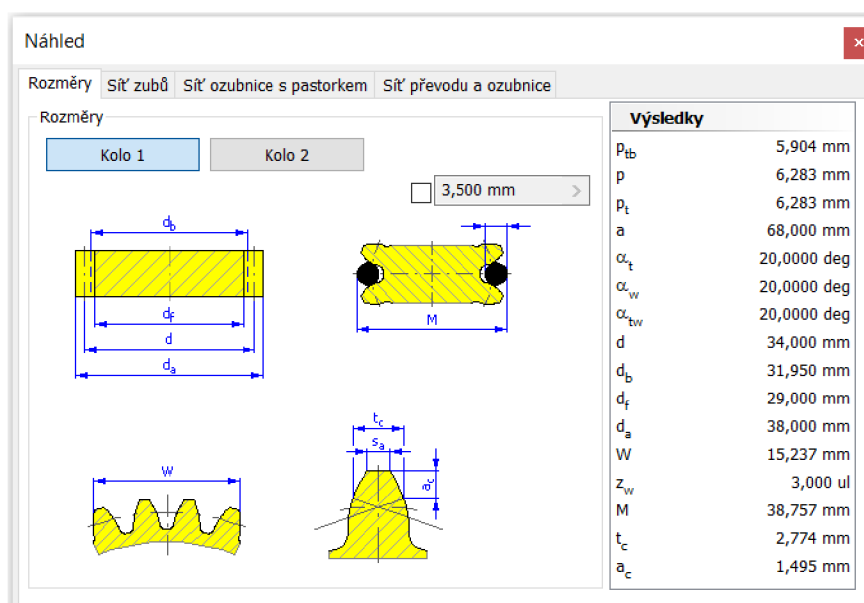 Náhled
Rozměry Síť zubů Síť ozubnice s pastorkem Síť převodu a ozubnice
Rozměry
Kolo 1 Kolo 2
3,500 mm
d_b
d_f
d
d_a
M
W
t_c
s_a
a_c
Výsledky
p_tb 5,904 mm
p 6,283 mm
p_t 6,283 mm
a 68,000 mm
α_t 20,0000 deg
α_w 20,0000 deg
α_tw 20,0000 deg
d 34,000 mm
d_b 31,950 mm
d_f 29,000 mm
d_a 38,000 mm
W 15,237 mm
z_w 3,000 ul
M 38,757 mm
t_c 2,774 mm
a_c 1,495 mm